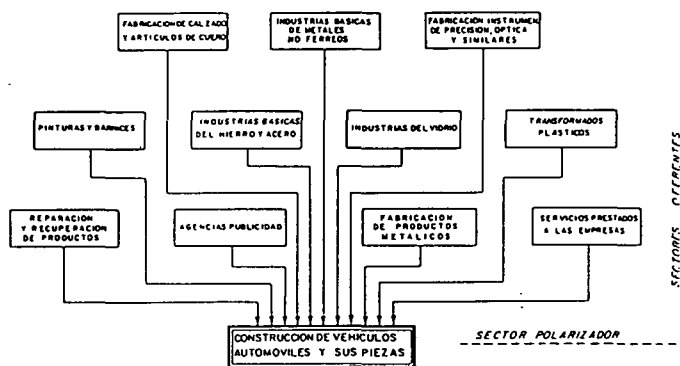 FABRICACION DE CALZADO
Y ARTICULOS DE CUERO
INDUSTRIAS BASICAS
DE METALES
NO FERREOS
FABRICACIÓN INSTRUMEN.
DE PRECISION, OPTICA
Y SIMILARES
PINTURAS Y BARNICES
INDUSTRIAS BASICAS
DEL HIERRO Y ACERO
INDUSTRIAS DEL VIDRIO
TRANSFORMADOS
PLASTICOS
REPARACION
Y RECUPERACION
DE PRODUCTOS
AGENCIAS PUBLICIDAD
FABRICACION
DE PRODUCTOS
METALICOS
SERVICIOS PRESTADOS
A LAS EMPRESAS
SECTORES OFERENTES
CONSTRUCCION DE VEHICULOS
AUTOMOVILES Y SUS PIEZAS
SECTOR POLARIZADOR